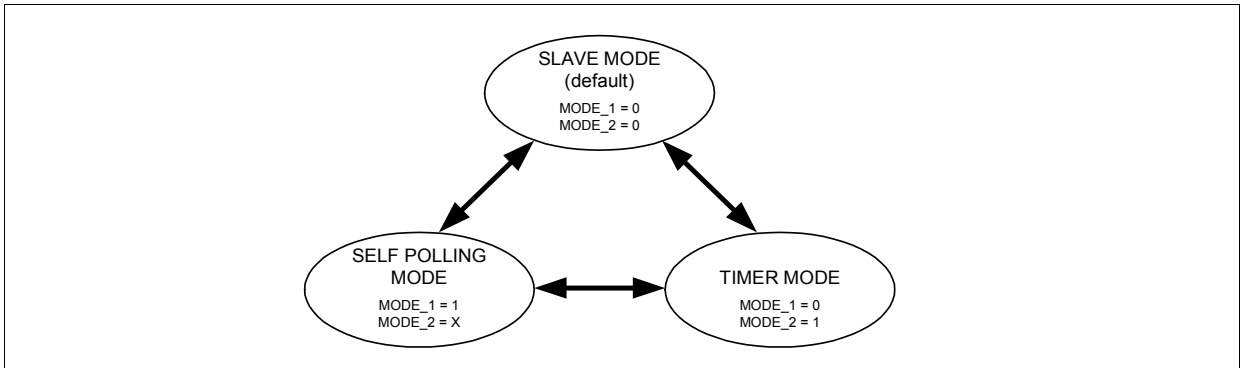 SLAVE MODE
(default)
MODE_1 = 0
MODE_2 = 0
SELF POLLING
MODE
MODE_1 = 1
MODE_2 = X
TIMER MODE
MODE_1 = 0
MODE_2 = 1